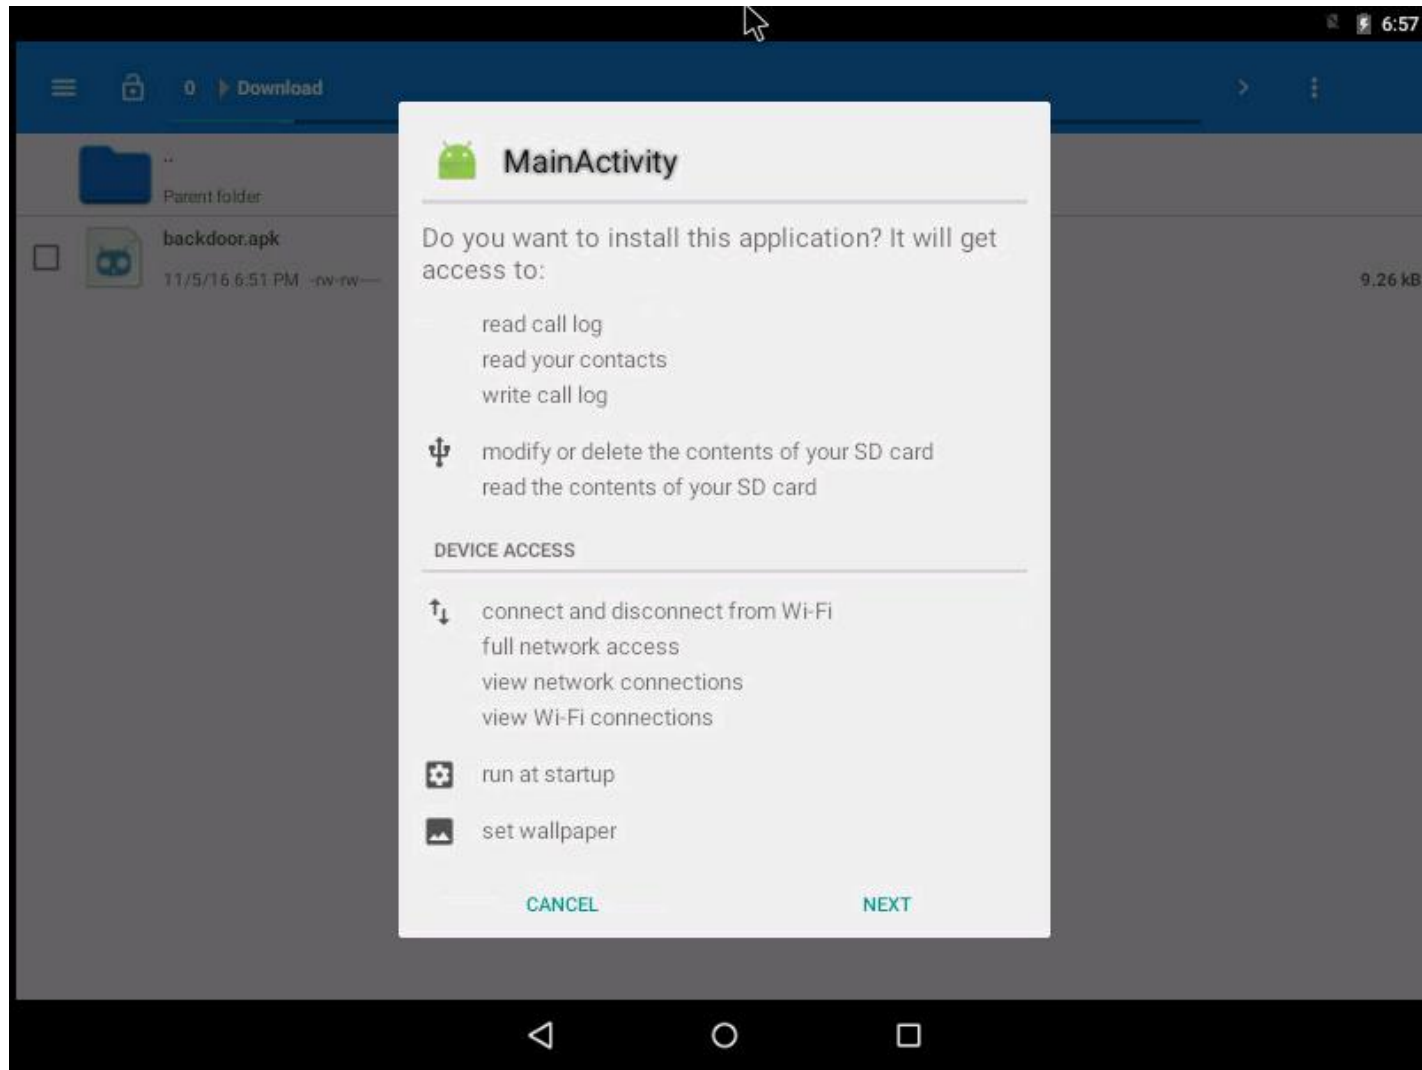 6:57
0 Download
..
Parent folder
backdoor.apk
11/5/16 6:51 PM -rw-rw----
9.26 kB
MainActivity
Do you want to install this application? It will get
access to:
read call log
read your contacts
write call log
modify or delete the contents of your SD card
read the contents of your SD card
DEVICE ACCESS
connect and disconnect from Wi-Fi
full network access
view network connections
view Wi-Fi connections
run at startup
set wallpaper
CANCEL NEXT